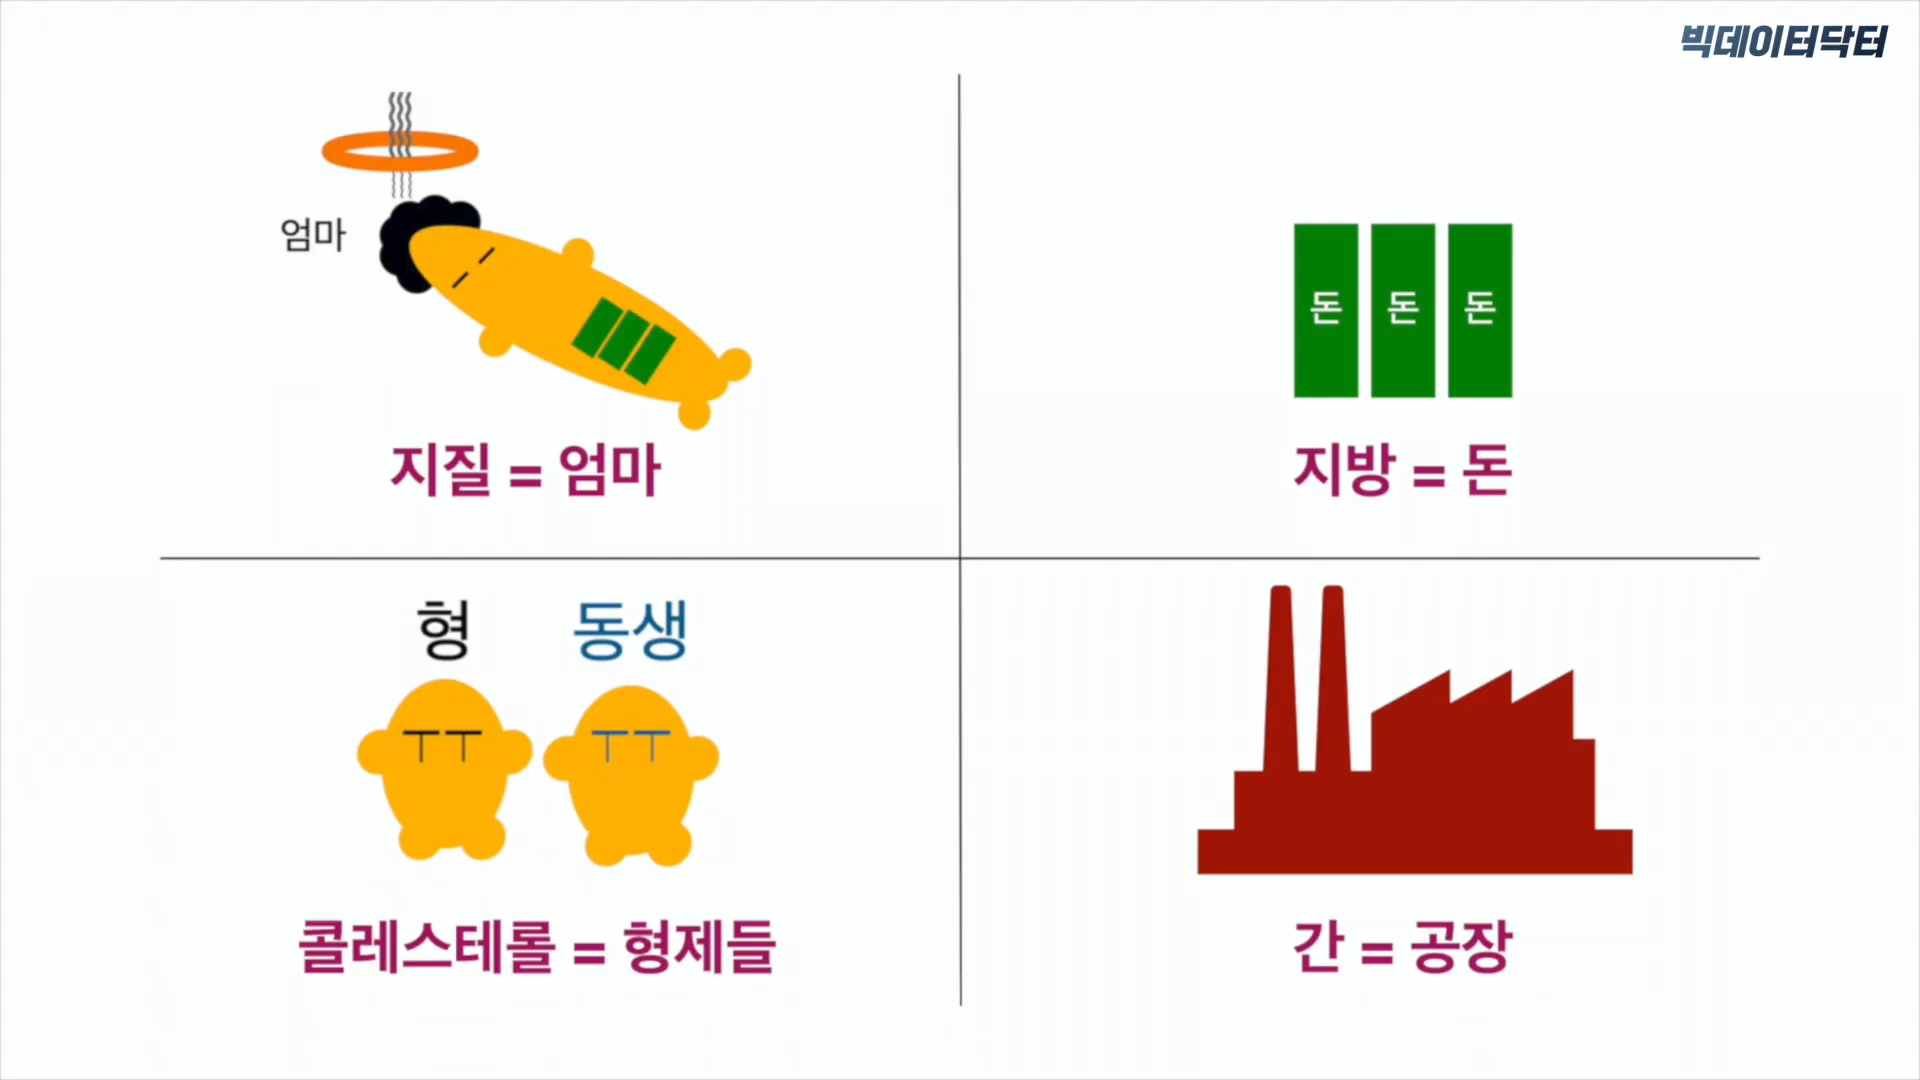 빅데이터닥터
엄마
지질 = 엄마
돈 돈 돈
지방 = 돈
형 동생
콜레스테롤 = 형제들
간 = 공장